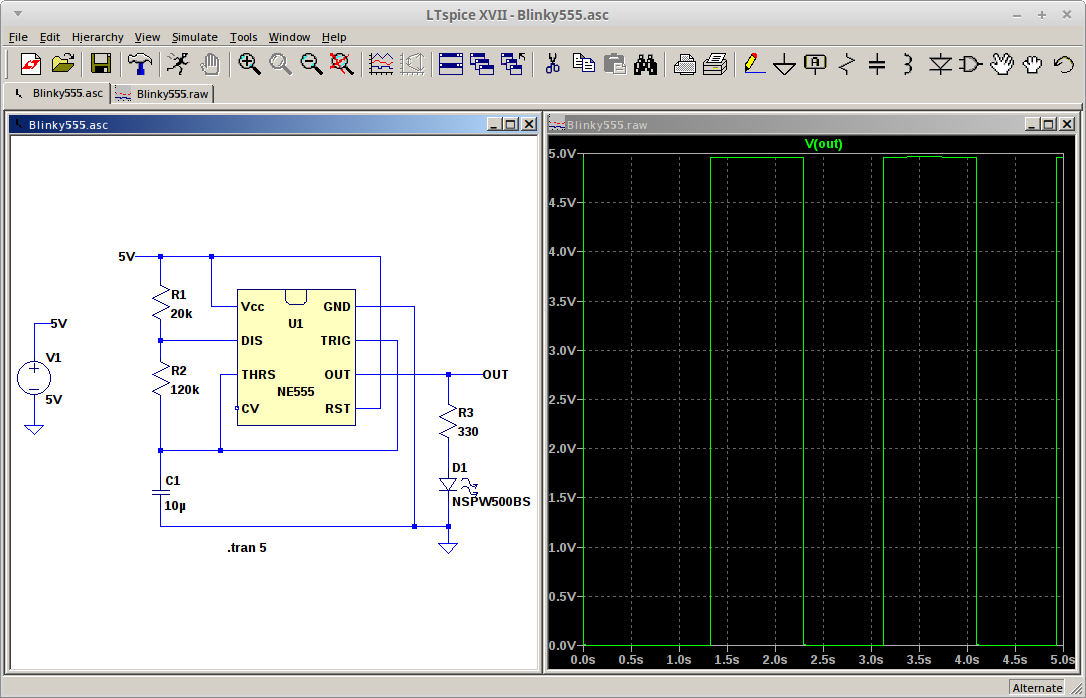 LTspice XVII - Blinky555.asc
File Edit Hierarchy View Simulate Tools Window Help
A
Blinky555.asc Blinky555.raw
Blinky555.asc
5V
R1
20k
R2
120k
5V
V1
5V
Vcc GND
U1
DIS TRIG
THRS OUT
NE555
CV RST
OUT
R3
330
D1
NSPW500BS
C1
10µ
.tran 5
Blinky555.raw
V(out)
5.0V
4.5V
4.0V
3.5V
3.0V
2.5V
2.0V
1.5V
1.0V
0.5V
0.0V
0.0s 0.5s 1.0s 1.5s 2.0s 2.5s 3.0s 3.5s 4.0s 4.5s 5.0s
Alternate